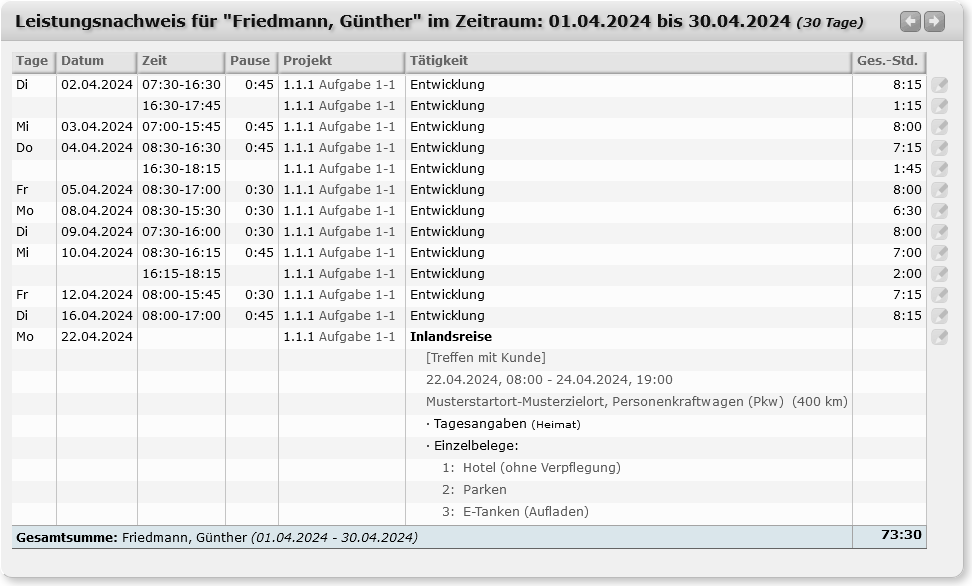 Leistungsnachweis für "Friedmann, Günther" im Zeitraum: 01.04.2024 bis 30.04.2024 (30 Tage)
Tage Datum Zeit Pause Projekt Tätigkeit Ges.-Std.
Di 02.04.2024 07:30-16:30 0:45 1.1.1 Aufgabe 1-1 Entwicklung 8:15
16:30-17:45 1.1.1 Aufgabe 1-1 Entwicklung 1:15
Mi 03.04.2024 07:00-15:45 0:45 1.1.1 Aufgabe 1-1 Entwicklung 8:00
Do 04.04.2024 08:30-16:30 0:45 1.1.1 Aufgabe 1-1 Entwicklung 7:15
16:30-18:15 1.1.1 Aufgabe 1-1 Entwicklung 1:45
Fr 05.04.2024 08:30-17:00 0:30 1.1.1 Aufgabe 1-1 Entwicklung 8:00
Mo 08.04.2024 08:30-15:30 0:30 1.1.1 Aufgabe 1-1 Entwicklung 6:30
Di 09.04.2024 07:30-16:00 0:30 1.1.1 Aufgabe 1-1 Entwicklung 8:00
Mi 10.04.2024 08:30-16:15 0:45 1.1.1 Aufgabe 1-1 Entwicklung 7:00
16:15-18:15 1.1.1 Aufgabe 1-1 Entwicklung 2:00
Fr 12.04.2024 08:00-15:45 0:30 1.1.1 Aufgabe 1-1 Entwicklung 7:15
Di 16.04.2024 08:00-17:00 0:45 1.1.1 Aufgabe 1-1 Entwicklung 8:15
Mo 22.04.2024 1.1.1 Aufgabe 1-1 Inlandsreise
[Treffen mit Kunde]
22.04.2024, 08:00 - 24.04.2024, 19:00
Musterstartort-Musterzielort, Personenkraftwagen (Pkw) (400 km)
· Tagesangaben (Heimat)
· Einzelbelege:
1: Hotel (ohne Verpflegung)
2: Parken
3: E-Tanken (Aufladen)
Gesamtsumme: Friedmann, Günther (01.04.2024 - 30.04.2024) 73:30